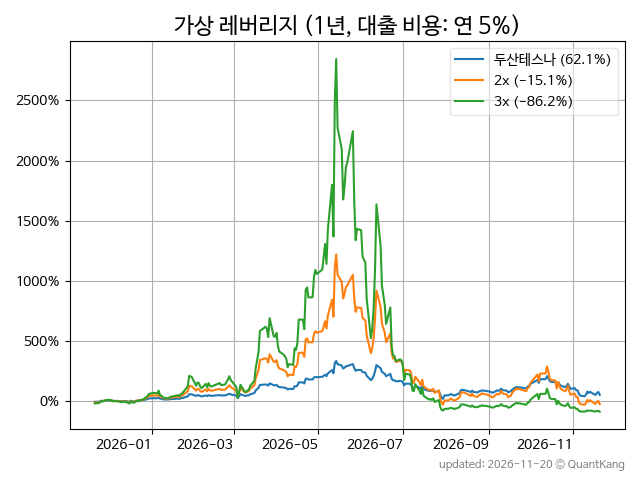 가상 레버리지 (1년, 대출 비용: 연 5%)
두산테스나 (62.1%)
2x (-15.1%)
3x (-86.2%)
2500%
2000%
1500%
1000%
500%
0%
2026-01 2026-03 2026-05 2026-07 2026-09 2026-11
updated: 2026-11-20 © QuantKang